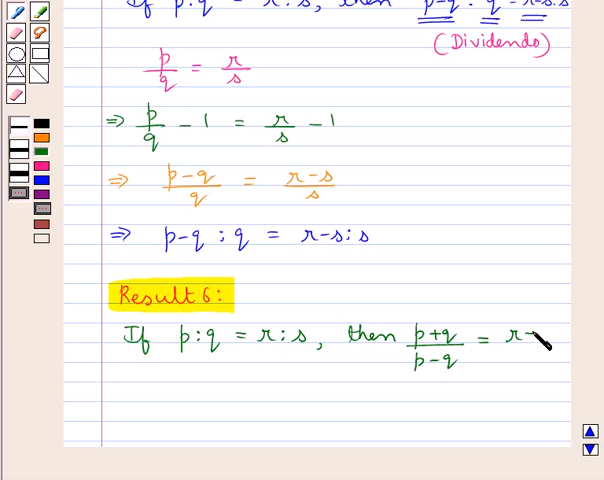 If p:q = r:s, then p-q : q = r-s:s
(Dividendo)
p/q = r/s
⇒ p/q - 1 = r/s - 1
⇒ (p-q)/q = (r-s)/s
⇒ p-q : q = r-s : s
Result 6:
If p:q = r:s, then (p+q)/(p-q) = r-